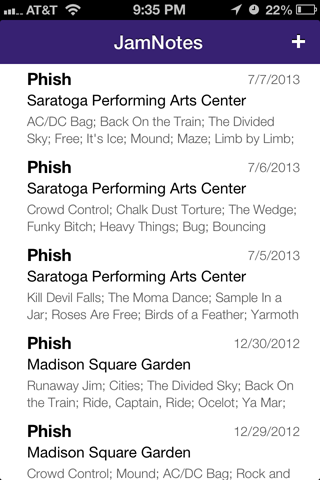 AT&T 9:35 PM 22%
JamNotes +
Phish 7/7/2013
Saratoga Performing Arts Center
AC/DC Bag; Back On the Train; The Divided
Sky; Free; It's Ice; Mound; Maze; Limb by Limb;
Phish 7/6/2013
Saratoga Performing Arts Center
Crowd Control; Chalk Dust Torture; The Wedge;
Funky Bitch; Heavy Things; Bug; Bouncing
Phish 7/5/2013
Saratoga Performing Arts Center
Kill Devil Falls; The Moma Dance; Sample In a
Jar; Roses Are Free; Birds of a Feather; Yarmoth
Phish 12/30/2012
Madison Square Garden
Runaway Jim; Cities; The Divided Sky; Back On
the Train; Ride, Captain, Ride; Ocelot; Ya Mar;
Phish 12/29/2012
Madison Square Garden
Crowd Control; Mound; AC/DC Bag; Rock and